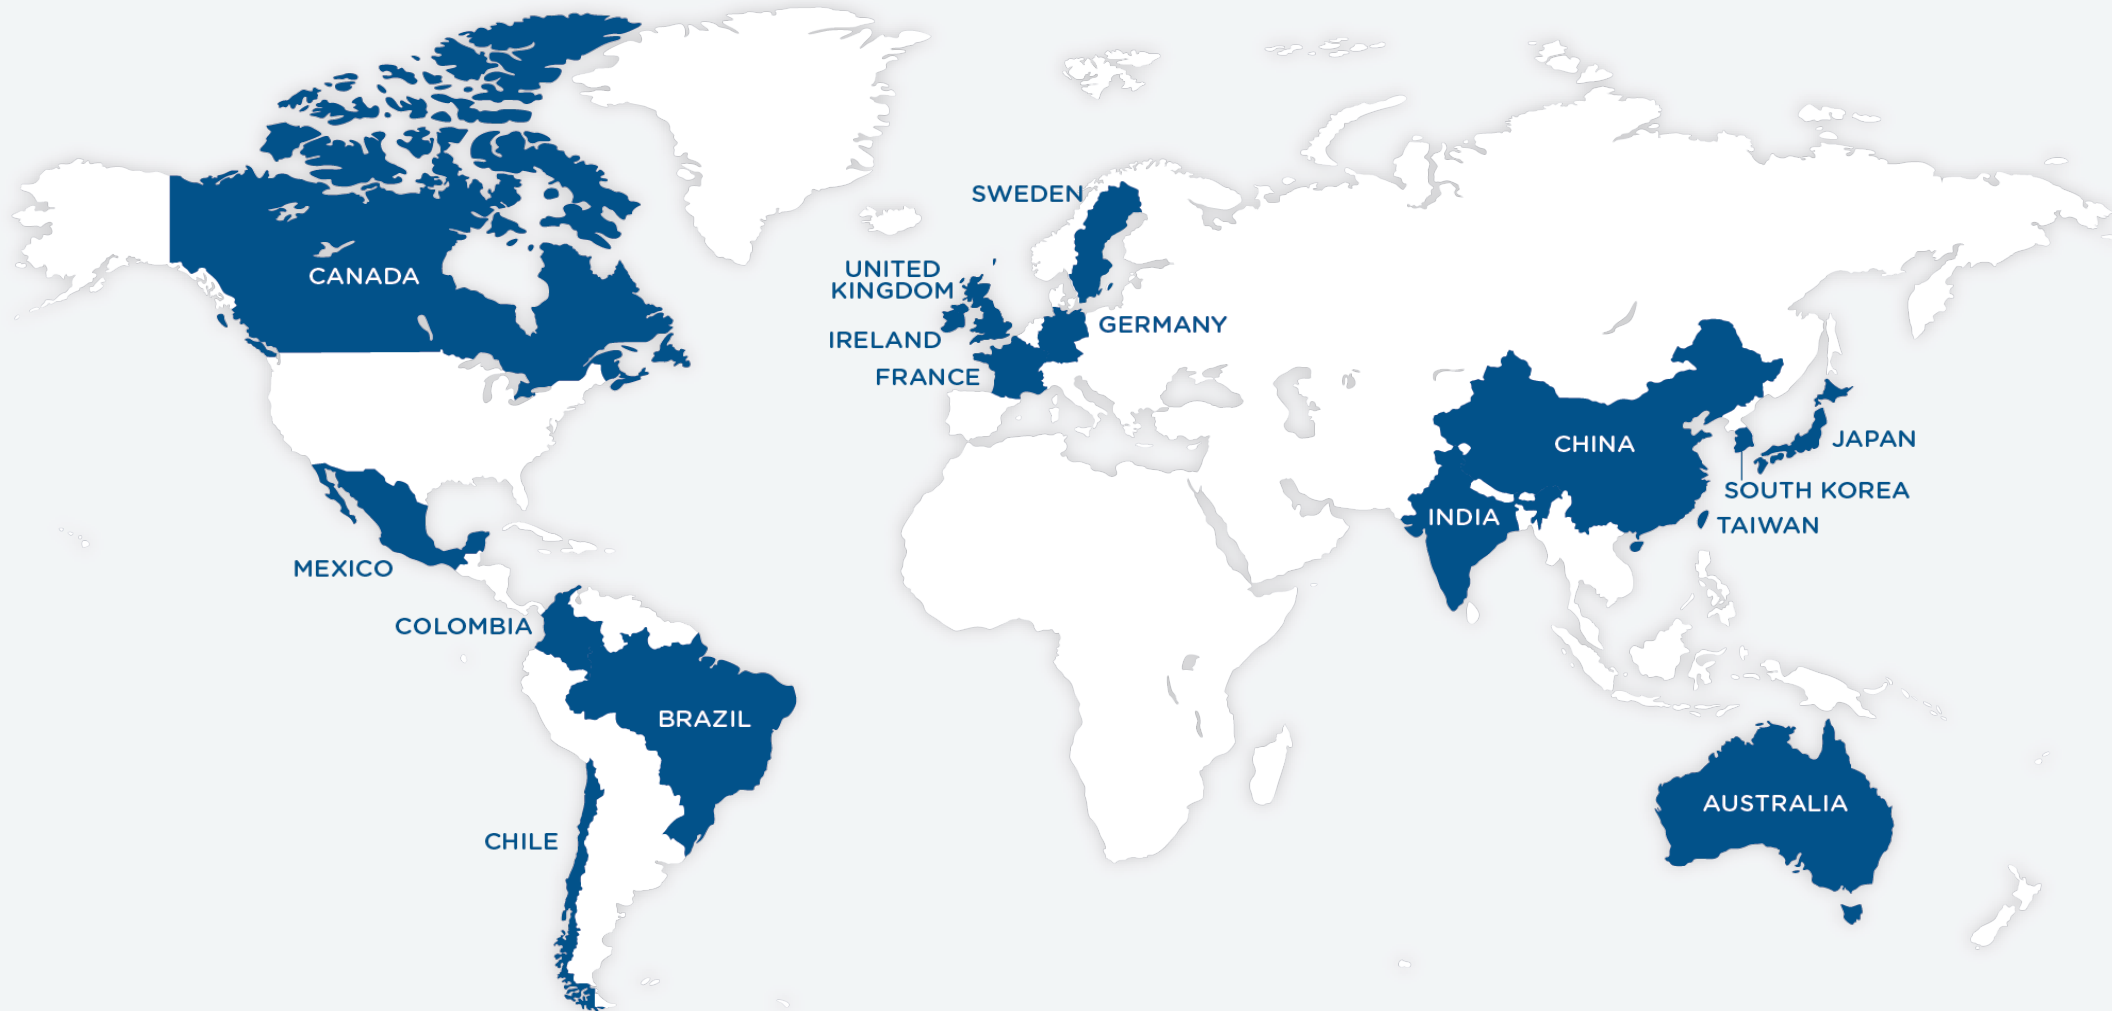 SWEDEN
UNITED
KINGDOM
CANADA
GERMANY
IRELAND
FRANCE
JAPAN
CHINA
SOUTH KOREA
INDIA
TAIWAN
MEXICO
COLOMBIA
BRAZIL
AUSTRALIA
CHILE